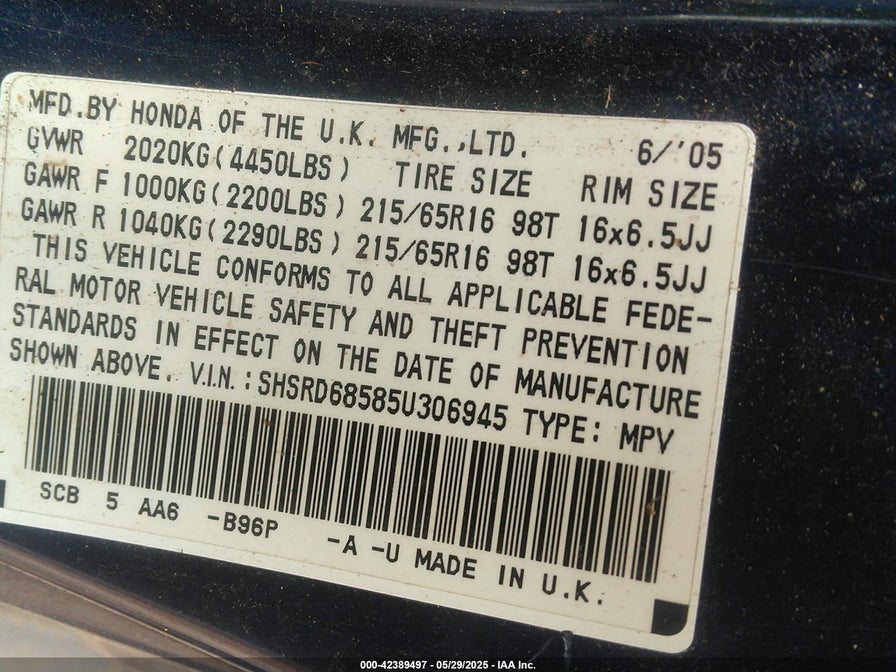 MFD.BY HONDA OF THE U.K. MFG.,LTD. 6/'05
GVWR 2020KG(4450LBS) TIRE SIZE RIM SIZE
GAWR F 1000KG(2200LBS) 215/65R16 98T 16x6.5JJ
GAWR R 1040KG(2290LBS) 215/65R16 98T 16x6.5JJ
THIS VEHICLE CONFORMS TO ALL APPLICABLE FEDE-
RAL MOTOR VEHICLE SAFETY AND THEFT PREVENTION
STANDARDS IN EFFECT ON THE DATE OF MANUFACTURE
SHOWN ABOVE. V.I.N.:SHSRD68585U306945 TYPE: MPV
SCB 5 AA6 -B96P -A -U MADE IN U.K.
000-42389497 - 05/29/2025 - IAA Inc.